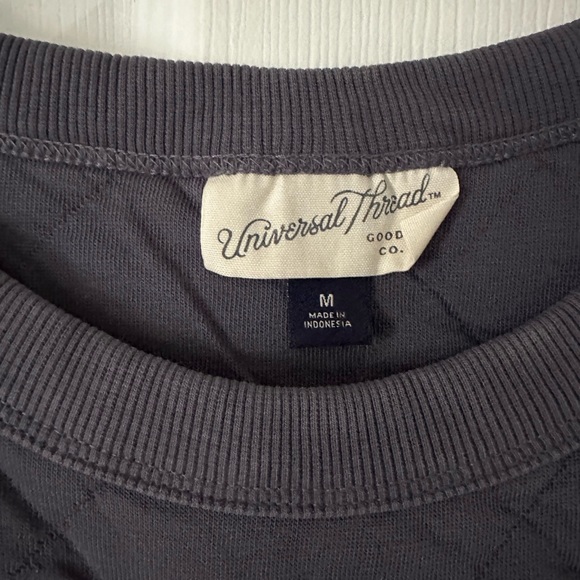 Universal Thread™
GOOD
CO.
M
MADE IN
INDONESIA